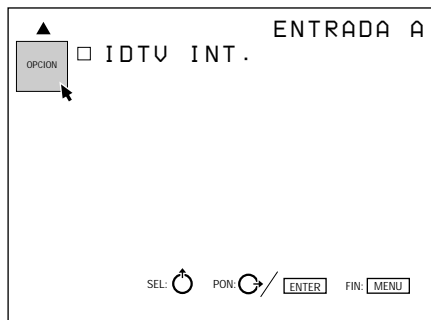 ENTRADA A
OPCION
□ IDTV INT.
SEL: PON: / ENTER FIN: MENU